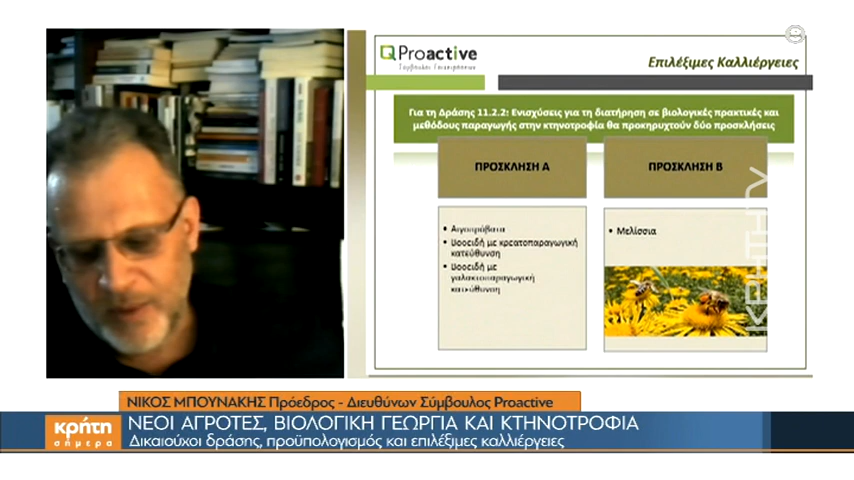 Proactive
Σύμβουλοι Επιχειρήσεων
Επιλέξιμες Καλλιέργειες
Για τη Δράσης 11.2.2: Ενισχύσεις για τη διατήρηση σε βιολογικές πρακτικές και
μεθόδους παραγωγής στην κτηνοτροφία θα προκηρυχτούν δύο προσκλήσεις
ΠΡΟΣΚΛΗΣΗ Α
ΠΡΟΣΚΛΗΣΗ Β
• Αιγοπρόβατα
• Βοοειδή με κρεατοπαραγωγική
κατεύθυνση
• Βοοειδή με
γαλακτοπαραγωγική
κατεύθυνση
• Μελίσσια
ΚΡΗΤΗ TV
ΝΙΚΟΣ ΜΠΟΥΝΑΚΗΣ Πρόεδρος - Διευθύνων Σύμβουλος Proactive
κρήτη
σήμερα
ΝΕΟΙ ΑΓΡΟΤΕΣ, ΒΙΟΛΟΓΙΚΗ ΓΕΩΡΓΙΑ ΚΑΙ ΚΤΗΝΟΤΡΟΦΙΑ
Δικαιούχοι δράσης, προϋπολογισμός και επιλέξιμες καλλιέργειες